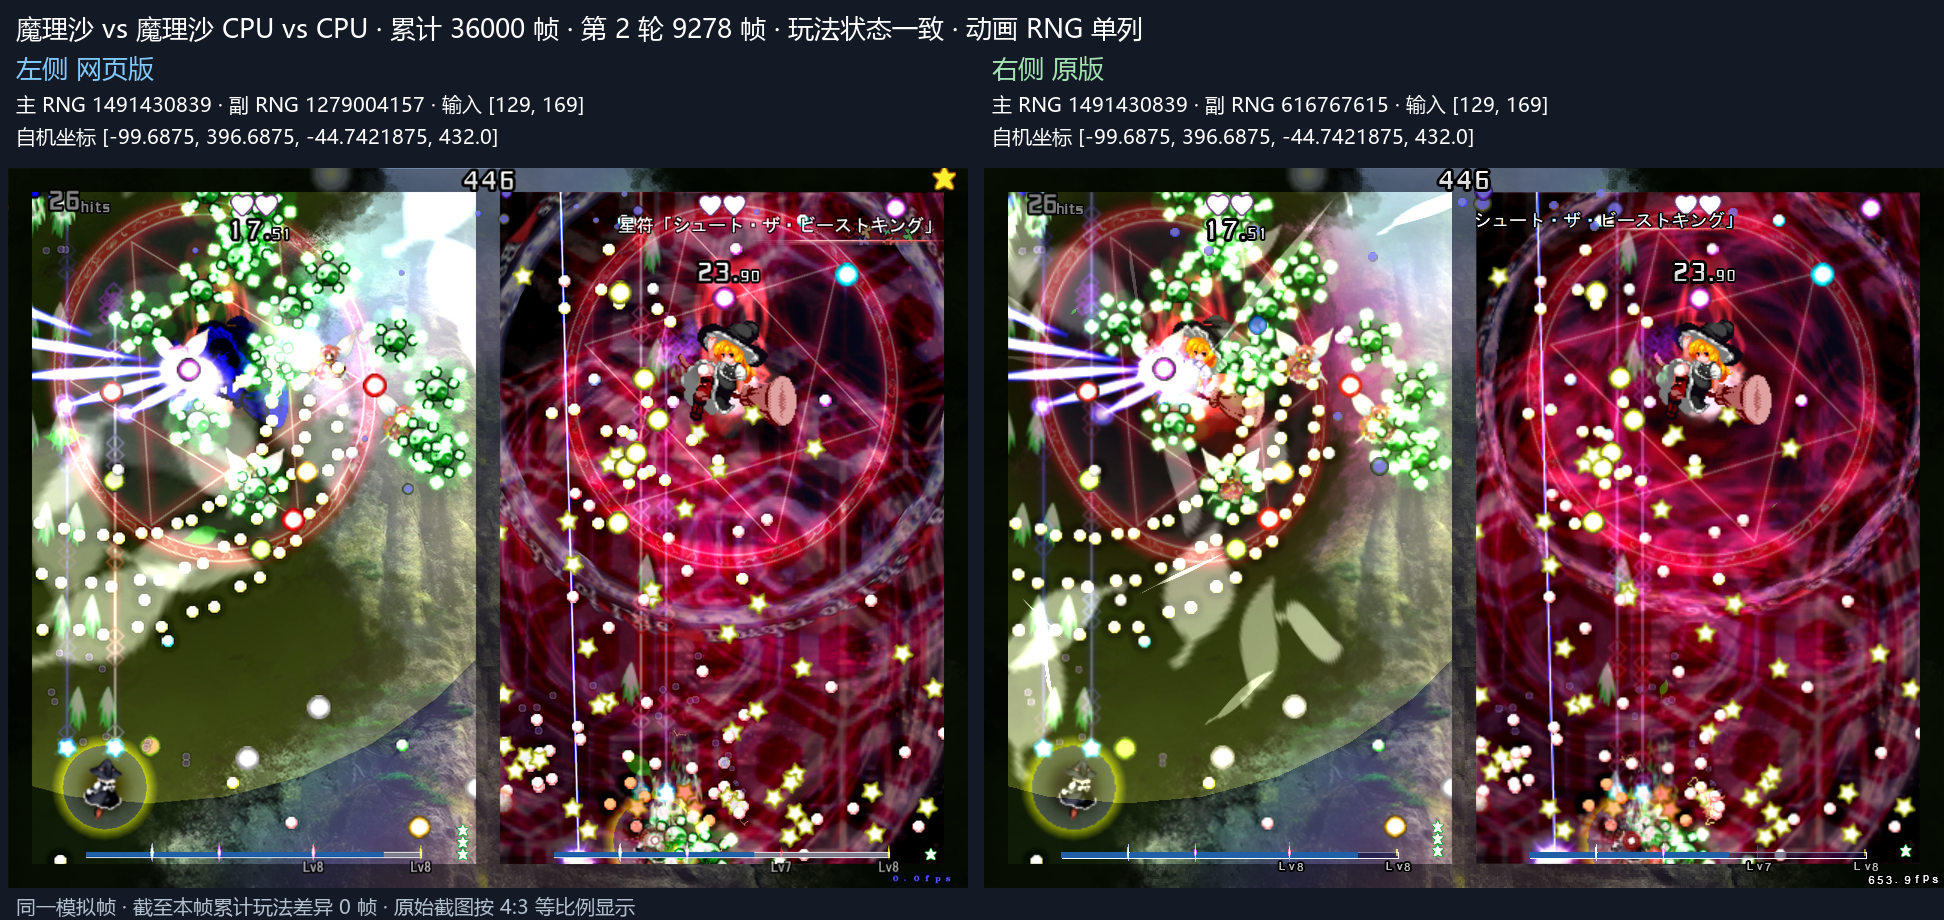 魔理沙 vs 魔理沙 CPU vs CPU · 累计 36000 帧 · 第 2 轮 9278 帧 · 玩法状态一致 · 动画 RNG 单列
左侧 网页版
主 RNG 1491430839 · 副 RNG 1279004157 · 输入 [129, 169]
自机坐标 [-99.6875, 396.6875, -44.7421875, 432.0]
右侧 原版
主 RNG 1491430839 · 副 RNG 616767615 · 输入 [129, 169]
自机坐标 [-99.6875, 396.6875, -44.7421875, 432.0]
446
26hits
17.51
星符「シュート・ザ・ビーストキング」
23.90
Lv8
Lv8
Lv7
Lv8
0.0fps
446
26hits
17.51
シュート・ザ・ビーストキング」
23.90
Lv8
Lv8
Lv7
Lv8
653.9fps
同一模拟帧 · 截至本帧累计玩法差异 0 帧 · 原始截图按 4:3 等比例显示